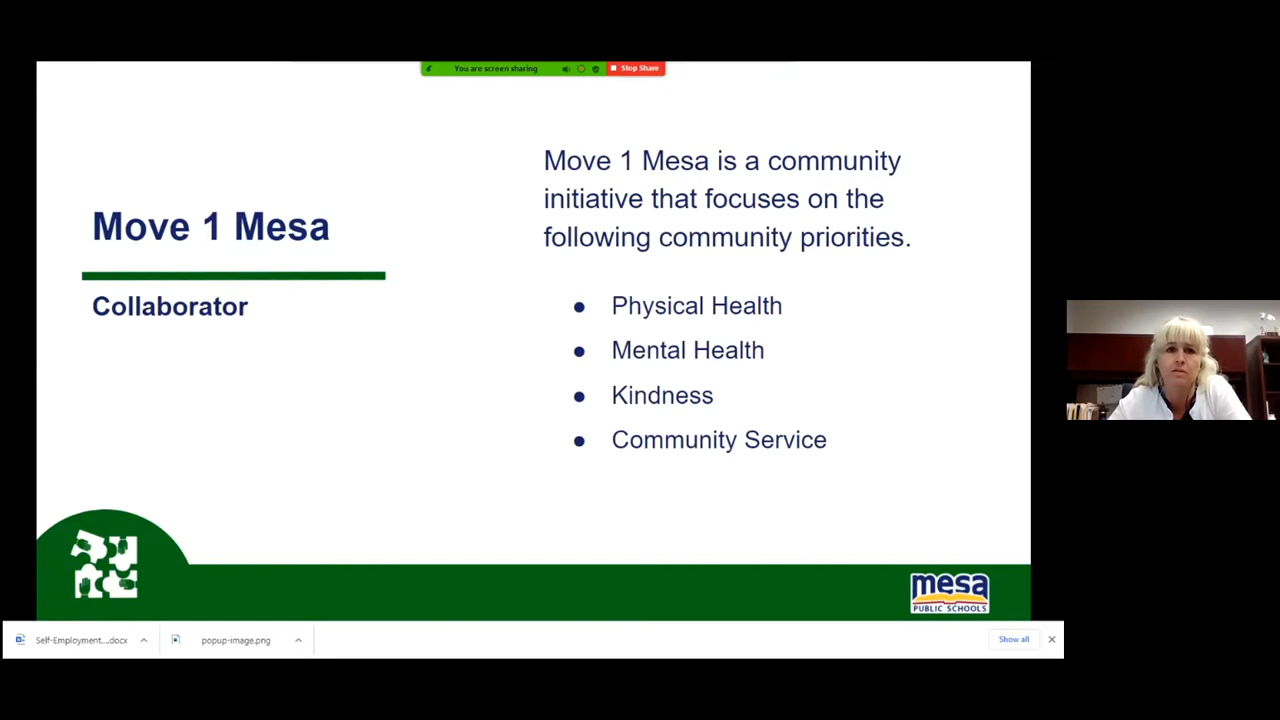 You are screen sharing
Stop Share
Move 1 Mesa is a community
initiative that focuses on the
following community priorities.
Move 1 Mesa
Collaborator
● Physical Health
● Mental Health
● Kindness
● Community Service
mesa
PUBLIC SCHOOLS
Self-Employment....docx
popup-image.png
Show all